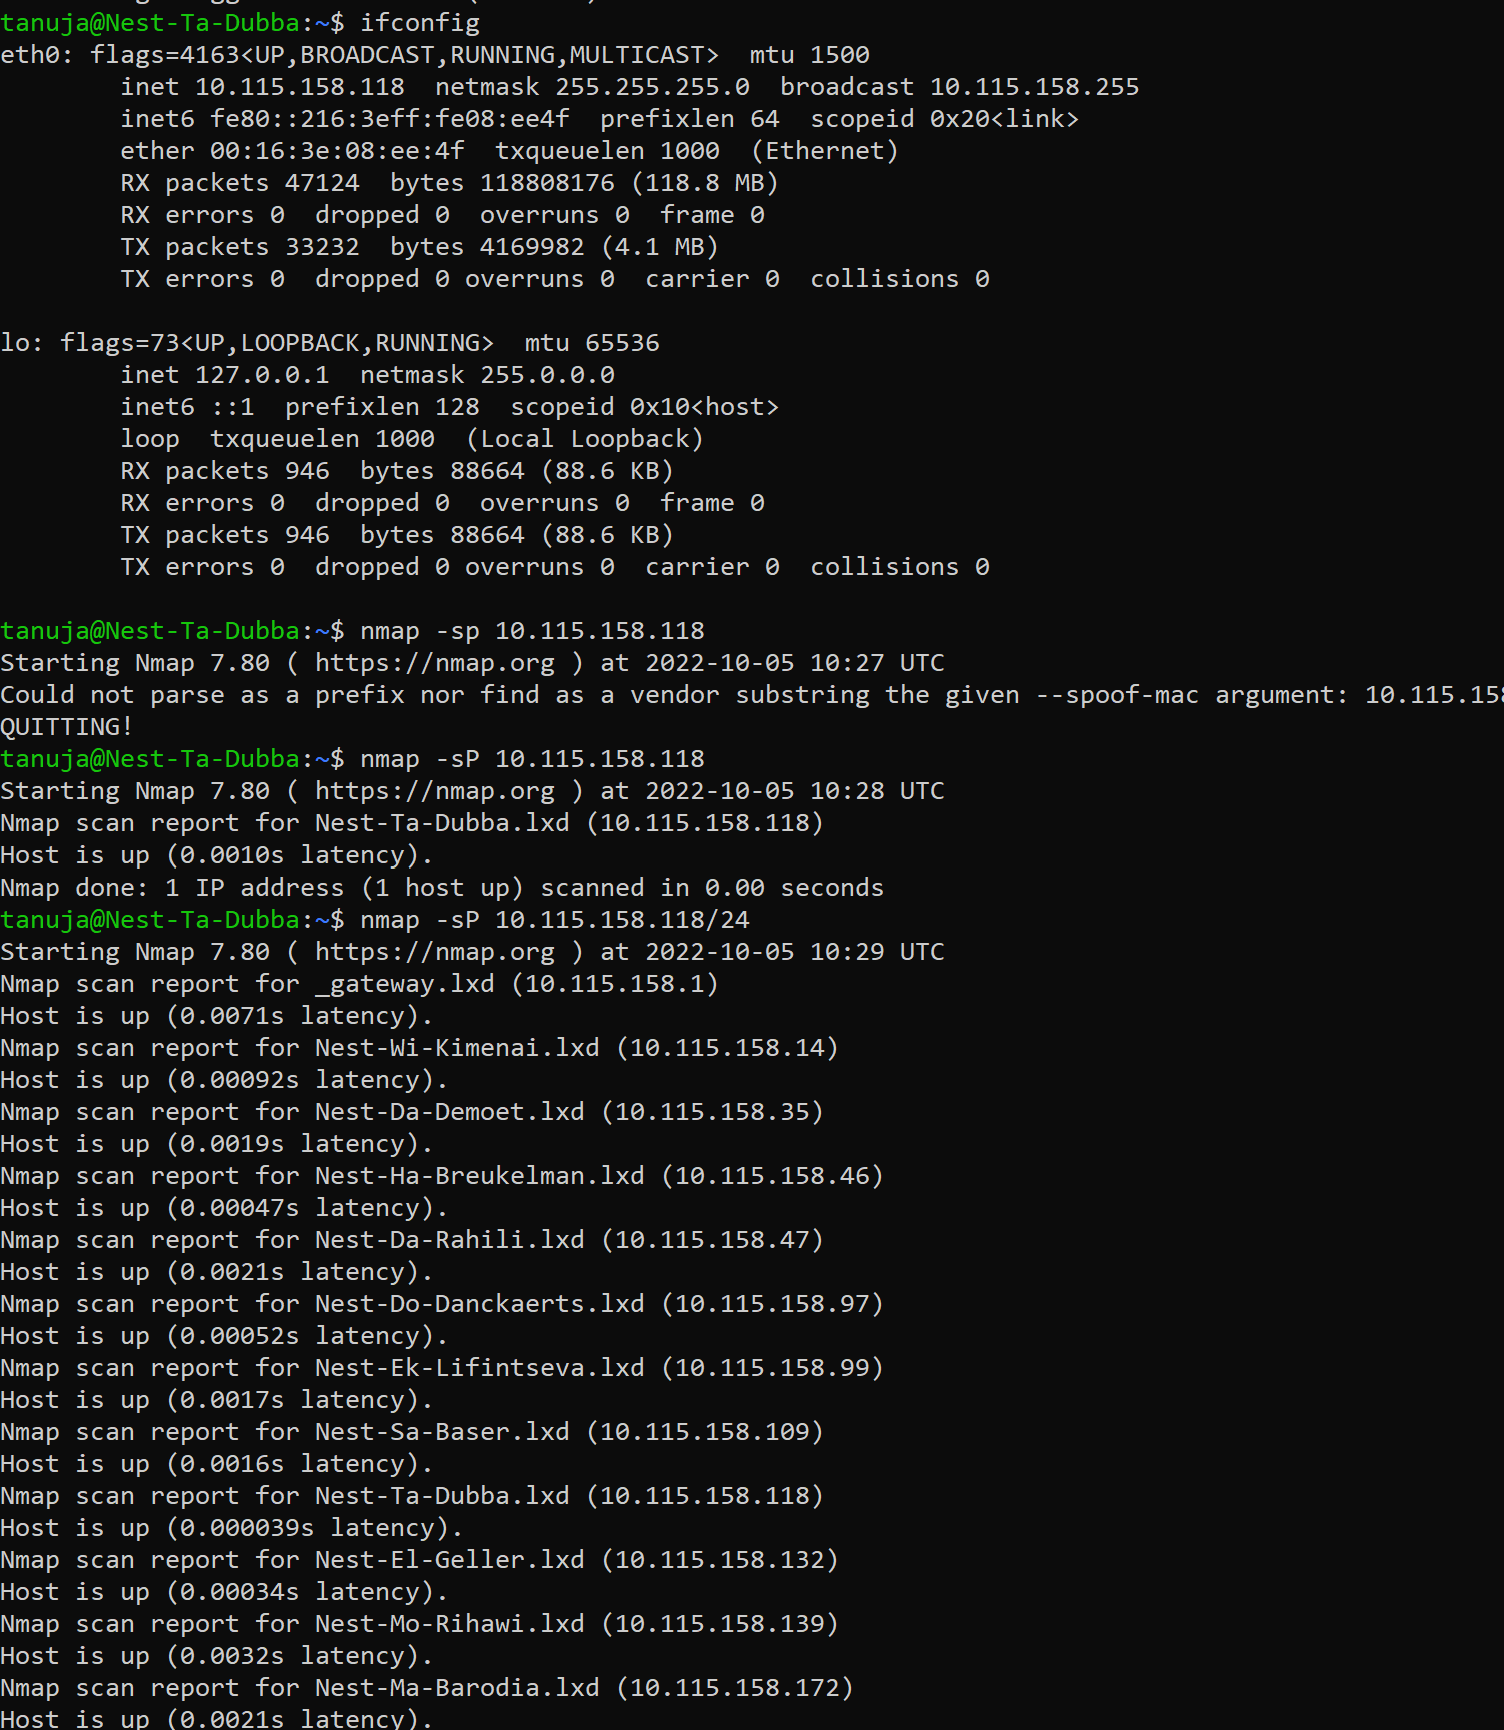 tanuja@Nest-Ta-Dubba:~$ ifconfig
eth0: flags=4163<UP,BROADCAST,RUNNING,MULTICAST>  mtu 1500
        inet 10.115.158.118  netmask 255.255.255.0  broadcast 10.115.158.255
        inet6 fe80::216:3eff:fe08:ee4f  prefixlen 64  scopeid 0x20<link>
        ether 00:16:3e:08:ee:4f  txqueuelen 1000  (Ethernet)
        RX packets 47124  bytes 118808176 (118.8 MB)
        RX errors 0  dropped 0  overruns 0  frame 0
        TX packets 33232  bytes 4169982 (4.1 MB)
        TX errors 0  dropped 0 overruns 0  carrier 0  collisions 0

lo: flags=73<UP,LOOPBACK,RUNNING>  mtu 65536
        inet 127.0.0.1  netmask 255.0.0.0
        inet6 ::1  prefixlen 128  scopeid 0x10<host>
        loop  txqueuelen 1000  (Local Loopback)
        RX packets 946  bytes 88664 (88.6 KB)
        RX errors 0  dropped 0  overruns 0  frame 0
        TX packets 946  bytes 88664 (88.6 KB)
        TX errors 0  dropped 0 overruns 0  carrier 0  collisions 0

tanuja@Nest-Ta-Dubba:~$ nmap -sp 10.115.158.118
Starting Nmap 7.80 ( https://nmap.org ) at 2022-10-05 10:27 UTC
Could not parse as a prefix nor find as a vendor substring the given --spoof-mac argument: 10.115.158
QUITTING!
tanuja@Nest-Ta-Dubba:~$ nmap -sP 10.115.158.118
Starting Nmap 7.80 ( https://nmap.org ) at 2022-10-05 10:28 UTC
Nmap scan report for Nest-Ta-Dubba.lxd (10.115.158.118)
Host is up (0.0010s latency).
Nmap done: 1 IP address (1 host up) scanned in 0.00 seconds
tanuja@Nest-Ta-Dubba:~$ nmap -sP 10.115.158.118/24
Starting Nmap 7.80 ( https://nmap.org ) at 2022-10-05 10:29 UTC
Nmap scan report for _gateway.lxd (10.115.158.1)
Host is up (0.0071s latency).
Nmap scan report for Nest-Wi-Kimenai.lxd (10.115.158.14)
Host is up (0.00092s latency).
Nmap scan report for Nest-Da-Demoet.lxd (10.115.158.35)
Host is up (0.0019s latency).
Nmap scan report for Nest-Ha-Breukelman.lxd (10.115.158.46)
Host is up (0.00047s latency).
Nmap scan report for Nest-Da-Rahili.lxd (10.115.158.47)
Host is up (0.0021s latency).
Nmap scan report for Nest-Do-Danckaerts.lxd (10.115.158.97)
Host is up (0.00052s latency).
Nmap scan report for Nest-Ek-Lifintseva.lxd (10.115.158.99)
Host is up (0.0017s latency).
Nmap scan report for Nest-Sa-Baser.lxd (10.115.158.109)
Host is up (0.0016s latency).
Nmap scan report for Nest-Ta-Dubba.lxd (10.115.158.118)
Host is up (0.000039s latency).
Nmap scan report for Nest-El-Geller.lxd (10.115.158.132)
Host is up (0.00034s latency).
Nmap scan report for Nest-Mo-Rihawi.lxd (10.115.158.139)
Host is up (0.0032s latency).
Nmap scan report for Nest-Ma-Barodia.lxd (10.115.158.172)
Host is up (0.0021s latency).